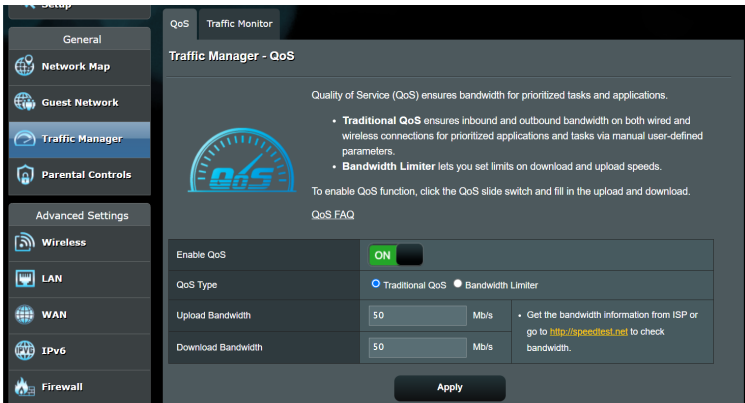 Setup
General
Network Map
Guest Network
Traffic Manager
Parental Controls
Advanced Settings
Wireless
LAN
WAN
IPv6
IPv6
Firewall
QoS Traffic Monitor
Traffic Manager - QoS
QoS
Quality of Service (QoS) ensures bandwidth for prioritized tasks and applications.
• Traditional QoS ensures inbound and outbound bandwidth on both wired and
wireless connections for prioritized applications and tasks via manual user-defined
parameters.
• Bandwidth Limiter lets you set limits on download and upload speeds.
To enable QoS function, click the QoS slide switch and fill in the upload and download.
QoS FAQ
Enable QoS ON
QoS Type Traditional QoS Bandwidth Limiter
Upload Bandwidth 50 Mb/s
Download Bandwidth 50 Mb/s
• Get the bandwidth information from ISP or
go to http://speedtest.net to check
bandwidth.
Apply